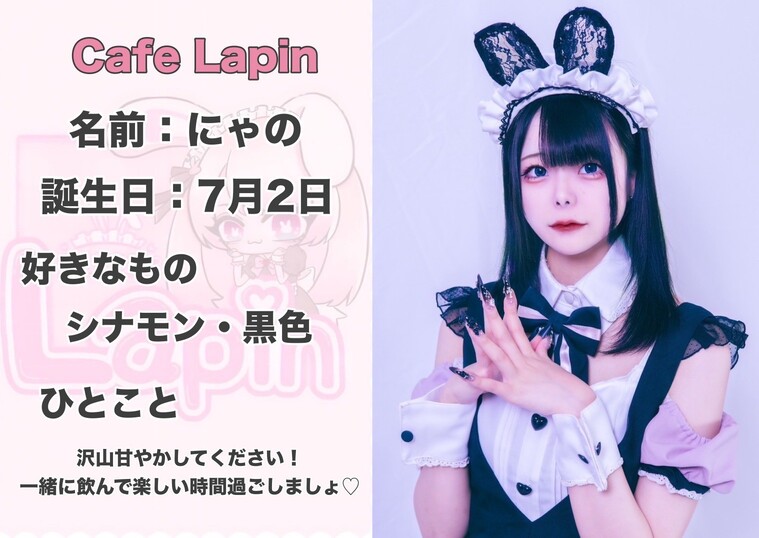 Cafe Lapin
名前：にゃの
誕生日：7月2日
好きなもの
シナモン・黒色
ひとこと
沢山甘やかしてください！
一緒に飲んで楽しい時間過ごしましょ♡
Lapin